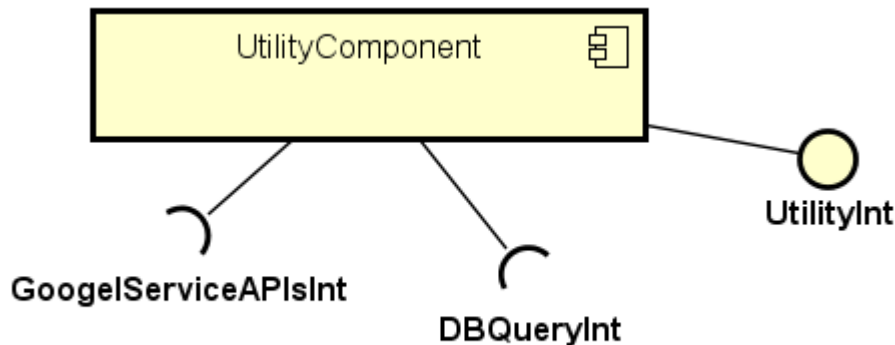 UtilityComponent
UtilityInt
GoogelServiceAPIsInt
DBQueryInt